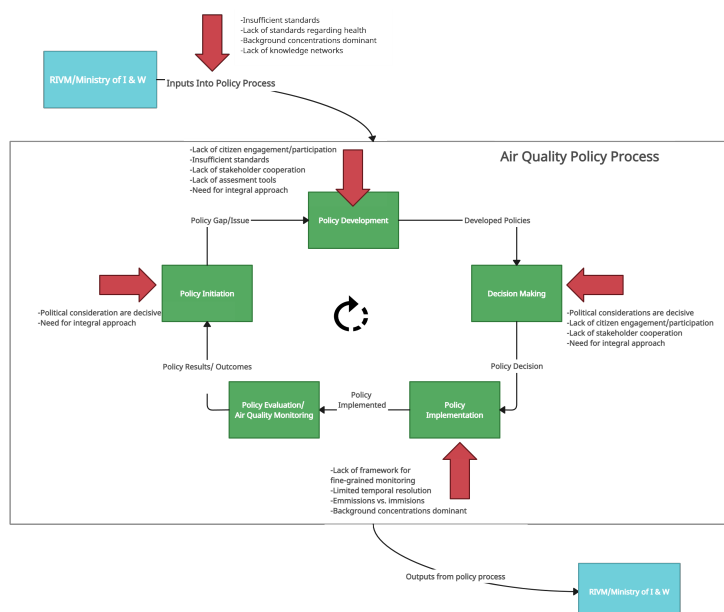 -Insufficient standards
-Lack of standards regarding health
-Background concentrations dominant
-Lack of knowledge networks
RIVM/Ministry of I & W
Inputs Into Policy Process
Air Quality Policy Process
-Lack of citizen engagement/participation
-Insufficient standards
-Lack of stakeholder cooperation
-Lack of assesment tools
-Need for integral approach
Policy Gap/Issue
Policy Development
Developed Policies
Policy Initiation
Decision Making
-Political consideration are decisive
-Need for integral approach
-Political considerations are decisive
-Lack of citizen engagement/participation
-Lack of stakeholder cooperation
-Need for integral approach
Policy Results/ Outcomes
Policy Decision
Policy Evaluation/
Air Quality Monitoring
Policy
Implemented
Policy
Implementation
-Lack of framework for
fine-grained monitoring
-Limited temporal resolution
-Emmissions vs. immisions
-Background concentrations dominant
Outputs from policy process
RIVM/Ministry of I & W